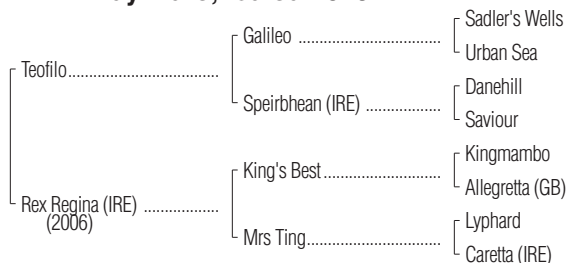 Sadler's Wells
Galileo
Urban Sea
Teofilo
Danehill
Speirbhean (IRE)
Saviour
Kingmambo
King's Best
Allegretta (GB)
Rex Regina (IRE)
(2006)
Lyphard
Mrs Ting
Caretta (IRE)